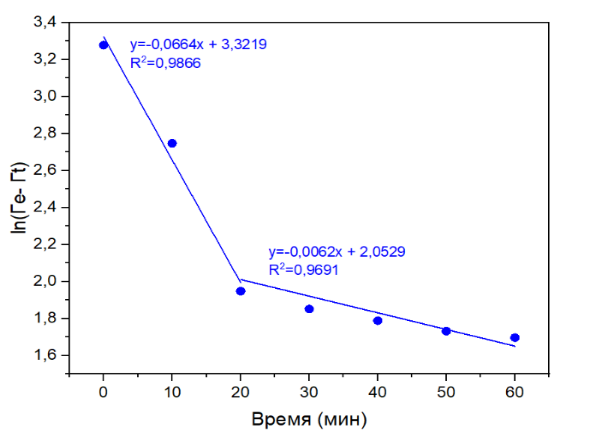 3,4
3,2
3,0
2,8
2,6
2,4
2,2
2,0
1,8
1,6
ln(Гe- Гt)
y=-0,0664x + 3,3219
R²=0,9866
y=-0,0062x + 2,0529
R²=0,9691
0 10 20 30 40 50 60
Время (мин)